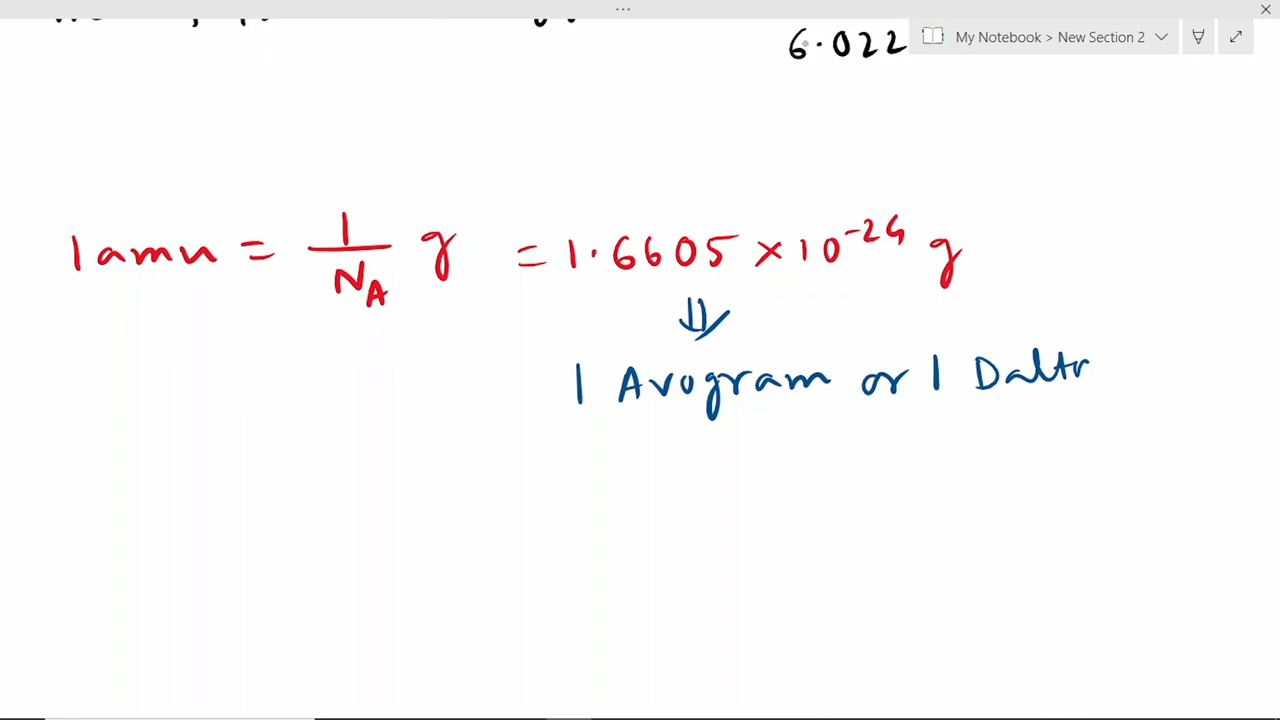 6.022
My Notebook > New Section 2
1 amu = 1/N_A g = 1.6605 × 10^-24 g
⇓
1 Avogram or 1 Dalto